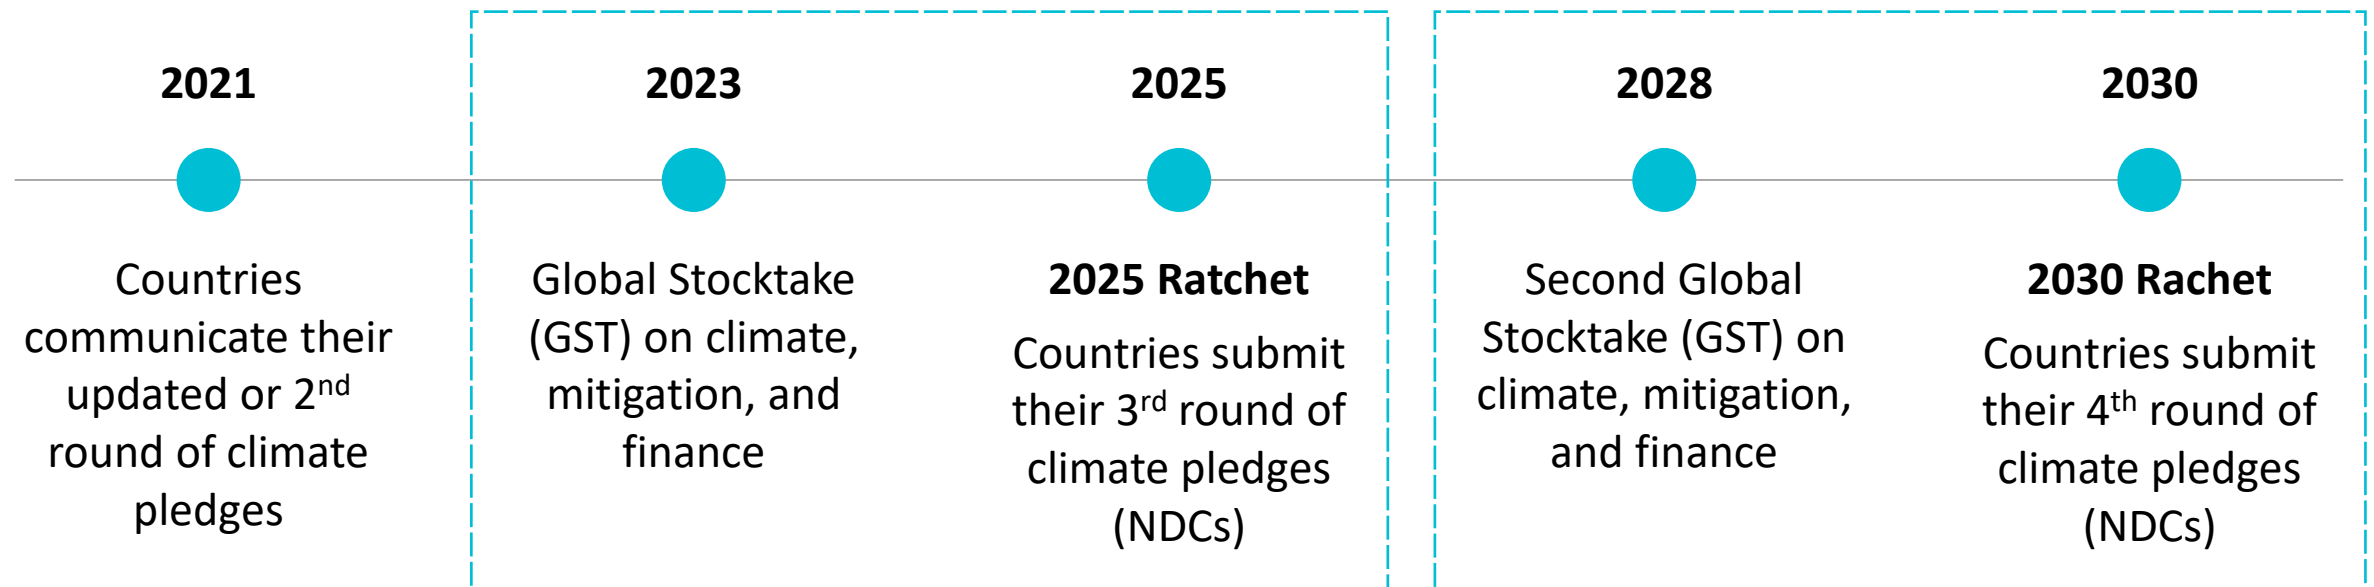 2021
Countries
communicate their
updated or 2nd
round of climate
pledges
2023
Global Stocktake
(GST) on climate,
mitigation, and
finance
2025
2025 Ratchet
Countries submit
their 3rd round of
climate pledges
(NDCs)
2028
Second Global
Stocktake (GST) on
climate, mitigation,
and finance
2030
2030 Rachet
Countries submit
their 4th round of
climate pledges
(NDCs)